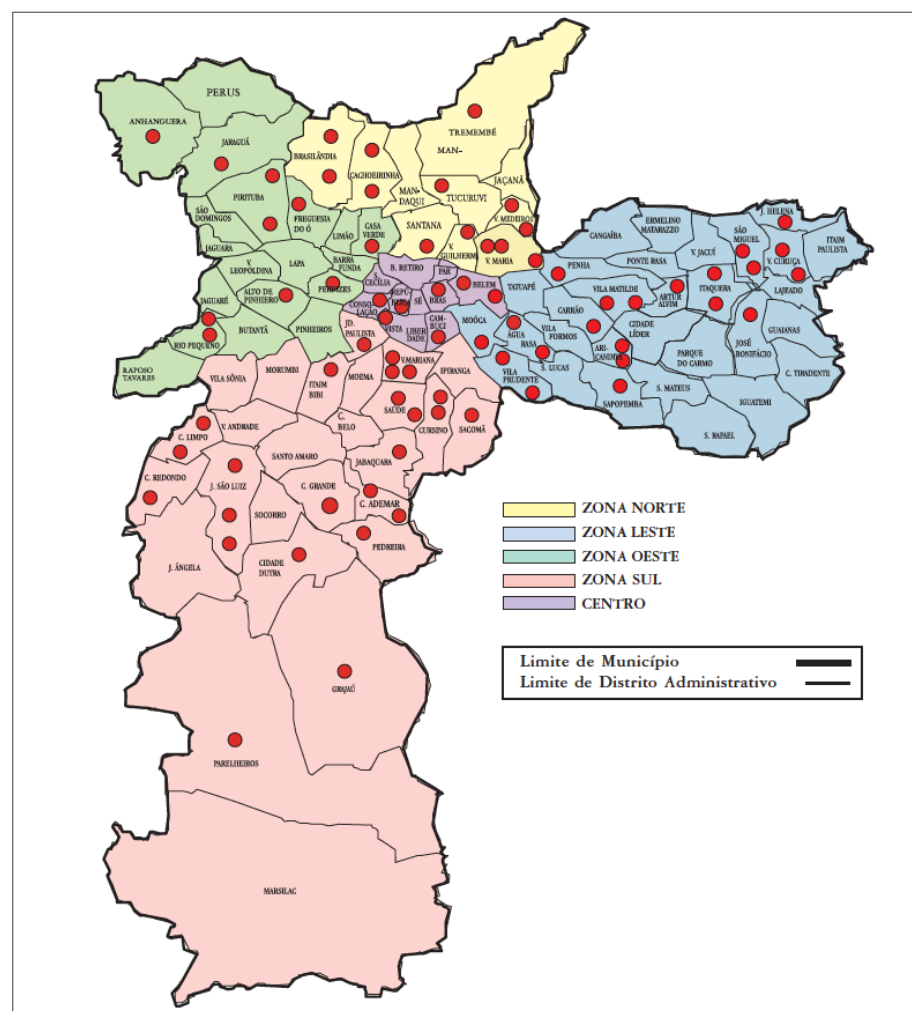 PERUS
ANHANGUERA
JARAGUÁ
PIRITUBA
SÃO
DOMINGOS
JAGUARA
FREGUESIA
DO Ó
LIMÃO
CASA
VERDE
BRASILÂNDIA
CACHOEIRINHA
MAN-
DAQUI
TREMEMBÉ
MAN-
JAÇANÃ
TUCURUVI
V. MEDEIROS
SANTANA
V.
GUILHERM
V. MARIA
V.
LEOPOLDINA
LAPA
BARRA
FUNDA
PERDIZES
ALTO DE
PINHIERO
JAGUARÉ
RIO PEQUENO
BUTANTÃ
PINHEIROS
RAPOSO
TAVARES
B. RETIRO
S.
CECÍLIA
PARI
BELEM
BRAS
SÉ
REPÚ-
BLICA
CONSO-
LAÇÃO
VISTA
LIBER
DADE
CAM-
BUCI
CANGAÍBA
ERMELINO
MATARAZZO
PONTE RASA
V. JACUÍ
SÃO
MIGUEL
J. HELENA
V. CURUÇA
ITAIM
PAULISTA
LAJEADO
TATUAPÉ
PENHA
VILA MATILDE
ARTUR
ALVIM
ITAQUERA
CARRÃO
CIDADE
LÍDER
MOÓCA
ÁGUA
RASA
VILA
FORMOS
ARI-
CANDUVA
JOSÉ
BONIFÁCIO
GUAIANAS
C. TIRADENTE
VILA
PRUDENTE
S. LUCAS
PARQUE
DO CARMO
SAPOPEMBA
S. MATEUS
IGUATEMI
S. RAFAEL
JD.
PAULISTA
V.MARIANA
IPIRANGA
VILA SÔNIA
MORUMBI
ITAIM
BIBI
MOEMA
SAÚDE
CURSINO
SACOMÃ
C.
BELO
V. ANDRADE
C. LIMPO
C. REDONDO
J. SÃO LUIZ
SANTO AMARO
JABAQUARA
C. GRANDE
C. ADEMAR
SOCORRO
PEDREIRA
J. ÂNGELA
CIDADE
DUTRA
GRAJAÚ
PARELHEIROS
MARSILAC
ZONA NORTE
ZONA LESTE
ZONA OESTE
ZONA SUL
CENTRO
Limite de Município
Limite de Distrito Administrativo